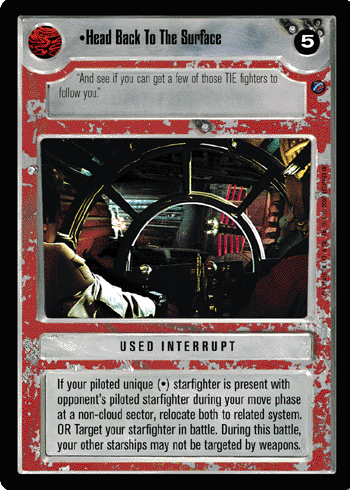 •Head Back To The Surface
5
"And see if you can get a few of those TIE fighters to
follow you."
USED INTERRUPT
If your piloted unique (•) starfighter is present with
opponent's piloted starfighter during your move phase
at a non-cloud sector, relocate both to related system.
OR Target your starfighter in battle. During this battle,
your other starships may not be targeted by weapons.